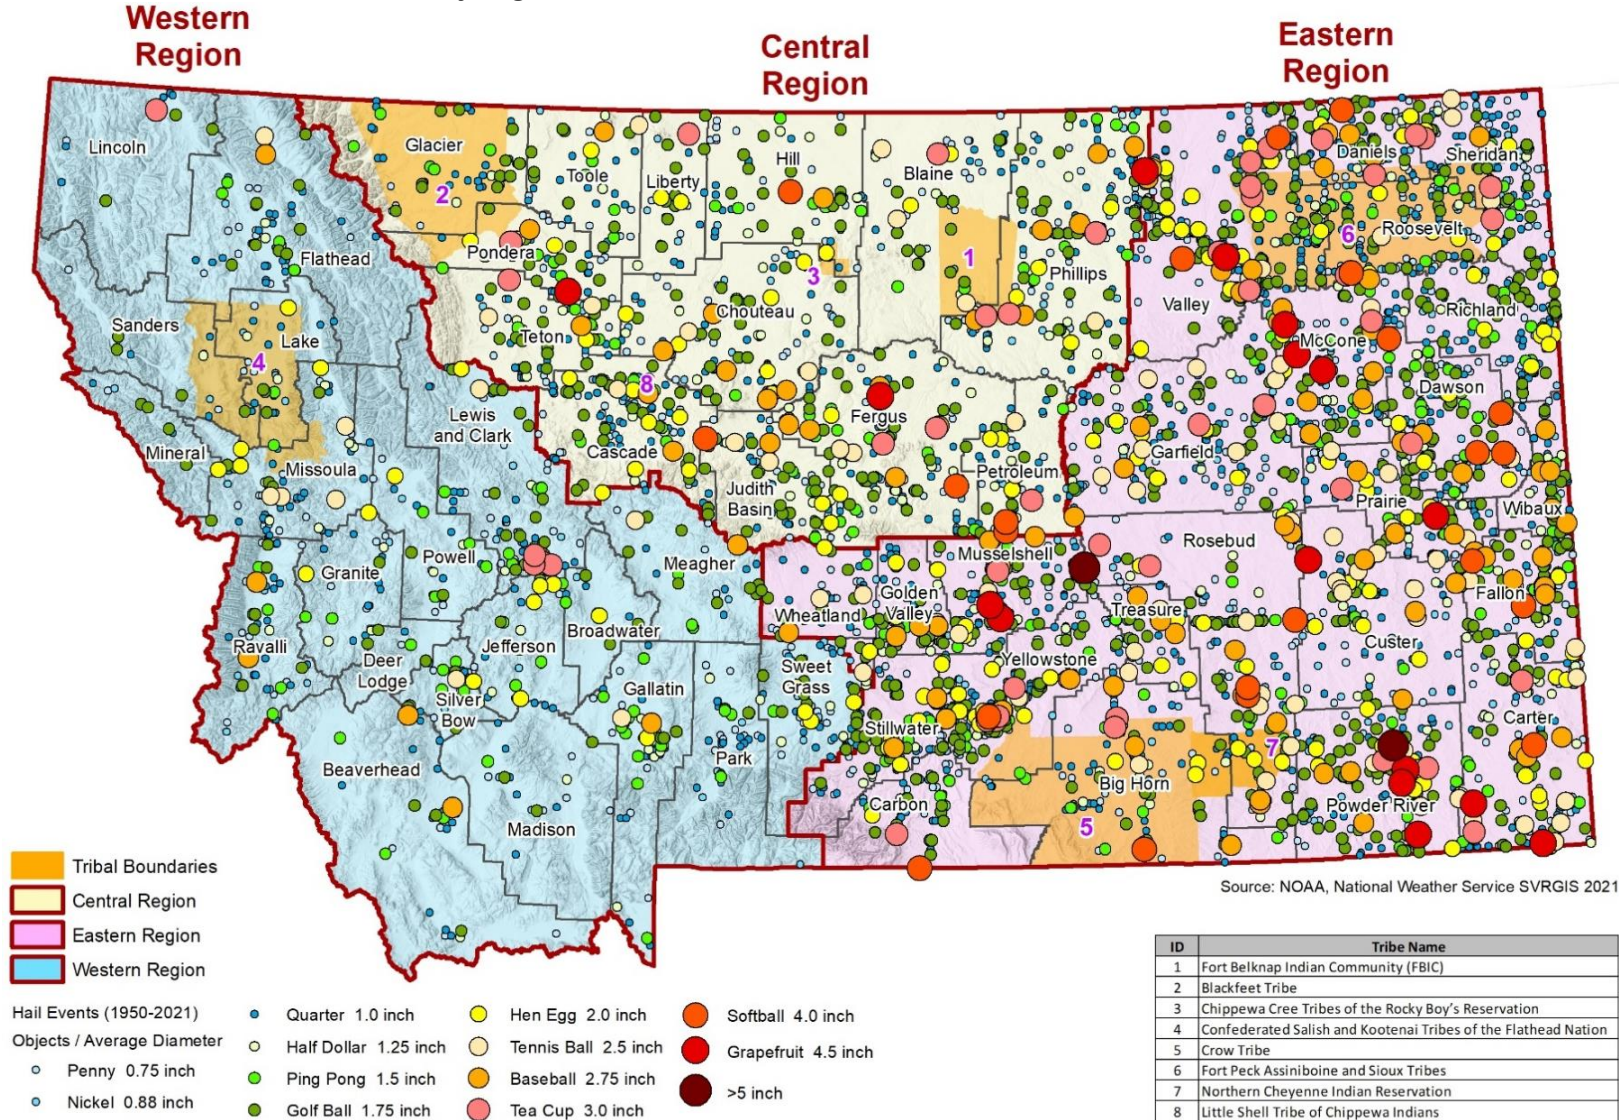 Western
Region
Central
Region
Eastern
Region
Lincoln
Glacier
2
Toole
Liberty
Hill
Blaine
Daniels
Sheridan
Flathead
Pondera
3
1
Phillips
6
Roosevelt
Sanders
Lake
4
Teton
Chouteau
Valley
Richland
McCone
8
Dawson
Lewis
and Clark
Fergus
Mineral
Missoula
Cascade
Judith
Basin
Petroleum
Garfield
Prairie
Wibaux
Powell
Granite
Meagher
Musselshell
Rosebud
Wheatland
Golden
Valley
Treasure
Fallon
Ravalli
Deer
Lodge
Jefferson
Broadwater
Sweet
Grass
Yellowstone
Custer
Silver
Bow
Gallatin
Stillwater
Carter
Beaverhead
Park
7
Big Horn
Madison
Carbon
5
Powder River
Tribal Boundaries
Central Region
Eastern Region
Western Region
Source: NOAA, National Weather Service SVRGIS 2021
Hail Events (1950-2021)
Objects / Average Diameter
Penny 0.75 inch
Nickel 0.88 inch
Quarter 1.0 inch
Half Dollar 1.25 inch
Ping Pong 1.5 inch
Golf Ball 1.75 inch
Hen Egg 2.0 inch
Tennis Ball 2.5 inch
Baseball 2.75 inch
Tea Cup 3.0 inch
Softball 4.0 inch
Grapefruit 4.5 inch
>5 inch
ID Tribe Name
1 Fort Belknap Indian Community (FBIC)
2 Blackfeet Tribe
3 Chippewa Cree Tribes of the Rocky Boy's Reservation
4 Confederated Salish and Kootenai Tribes of the Flathead Nation
5 Crow Tribe
6 Fort Peck Assiniboine and Sioux Tribes
7 Northern Cheyenne Indian Reservation
8 Little Shell Tribe of Chippewa Indians